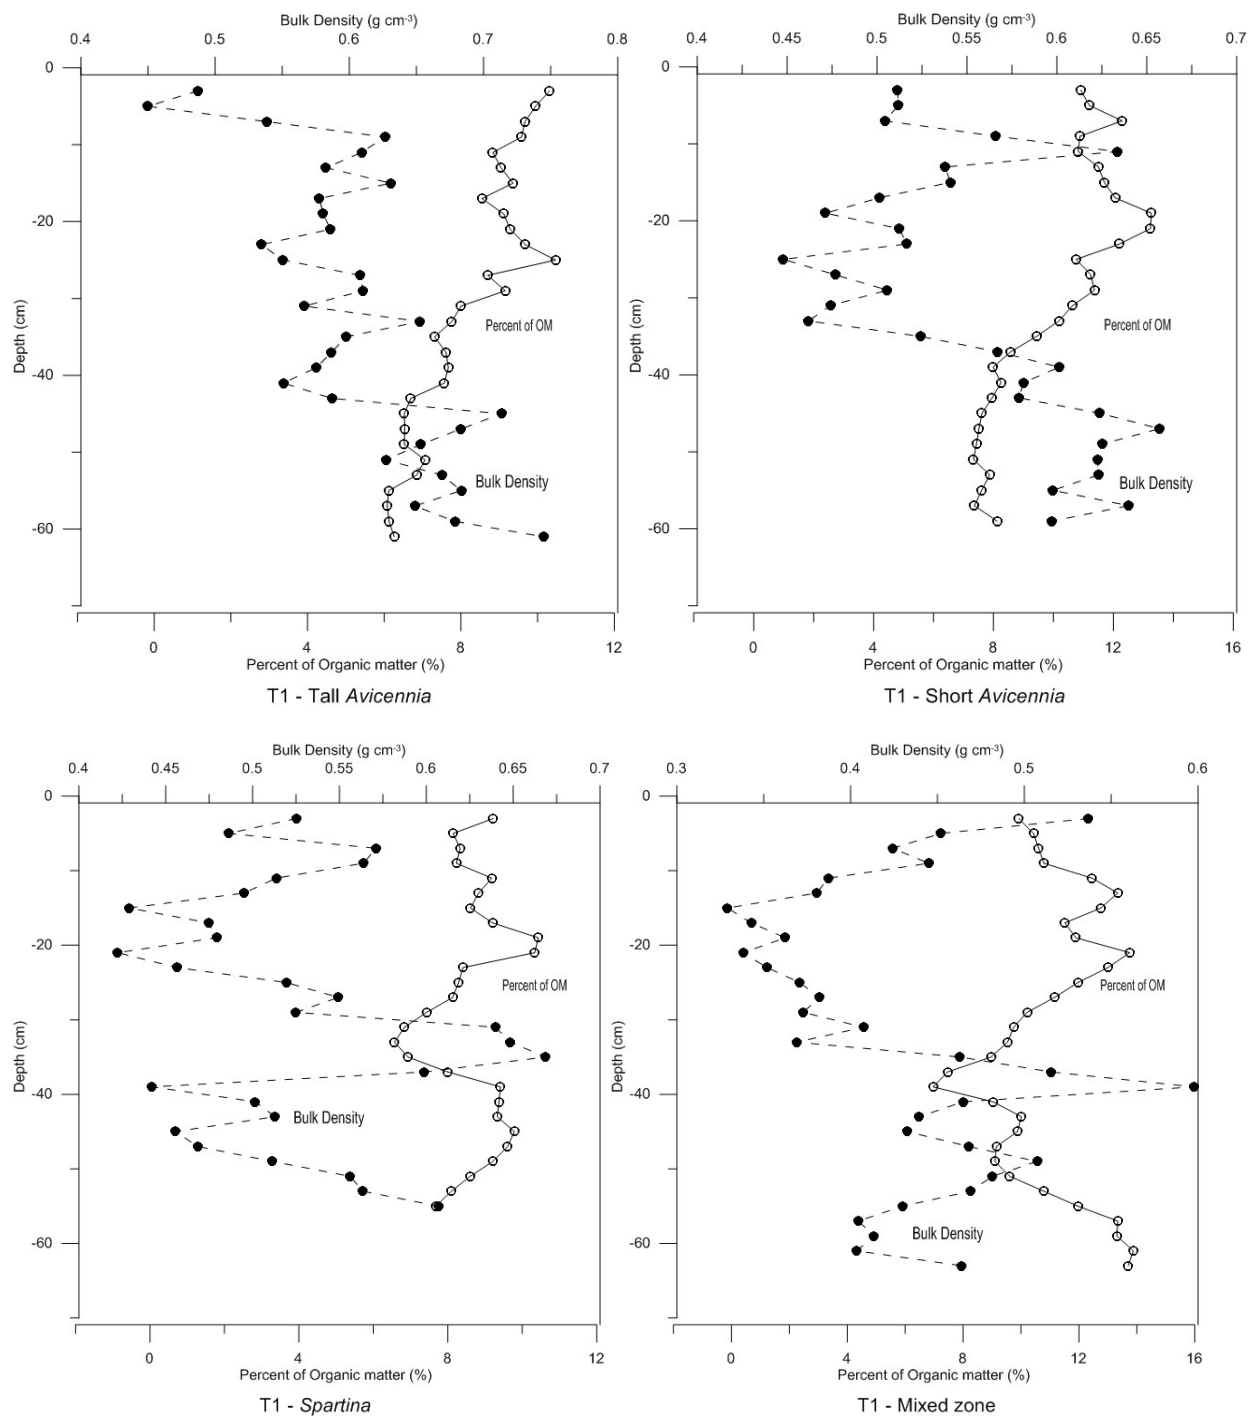 Bulk Density (g cm-3)
0.4 0.5 0.6 0.7 0.8
0
-20
-40
-60
Depth (cm)
Percent of OM
Bulk Density
0 4 8 12
Percent of Organic matter (%)
T1 - Tall Avicennia
Bulk Density (g cm-3)
0.4 0.45 0.5 0.55 0.6 0.65 0.7
0
-20
-40
-60
Depth (cm)
Percent of OM
Bulk Density
0 4 8 12 16
Percent of Organic matter (%)
T1 - Short Avicennia
Bulk Density (g cm-3)
0.4 0.45 0.5 0.55 0.6 0.65 0.7
0
-20
-40
-60
Depth (cm)
Percent of OM
Bulk Density
0 4 8 12
Percent of Organic matter (%)
T1 - Spartina
Bulk Density (g cm-3)
0.3 0.4 0.5 0.6
0
-20
-40
-60
Depth (cm)
Percent of OM
Bulk Density
0 4 8 12 16
Percent of Organic matter (%)
T1 - Mixed zone